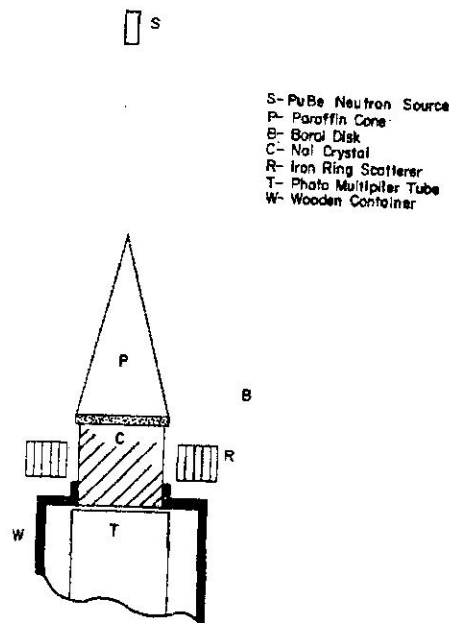 S
S- PuBe Neutron Source
P- Paraffin Cone
B- Boral Disk
C- NaI Crystal
R- Iron Ring Scatterer
T- Photo Multiplier Tube
W- Wooden Container
P
B
C
R
W
T